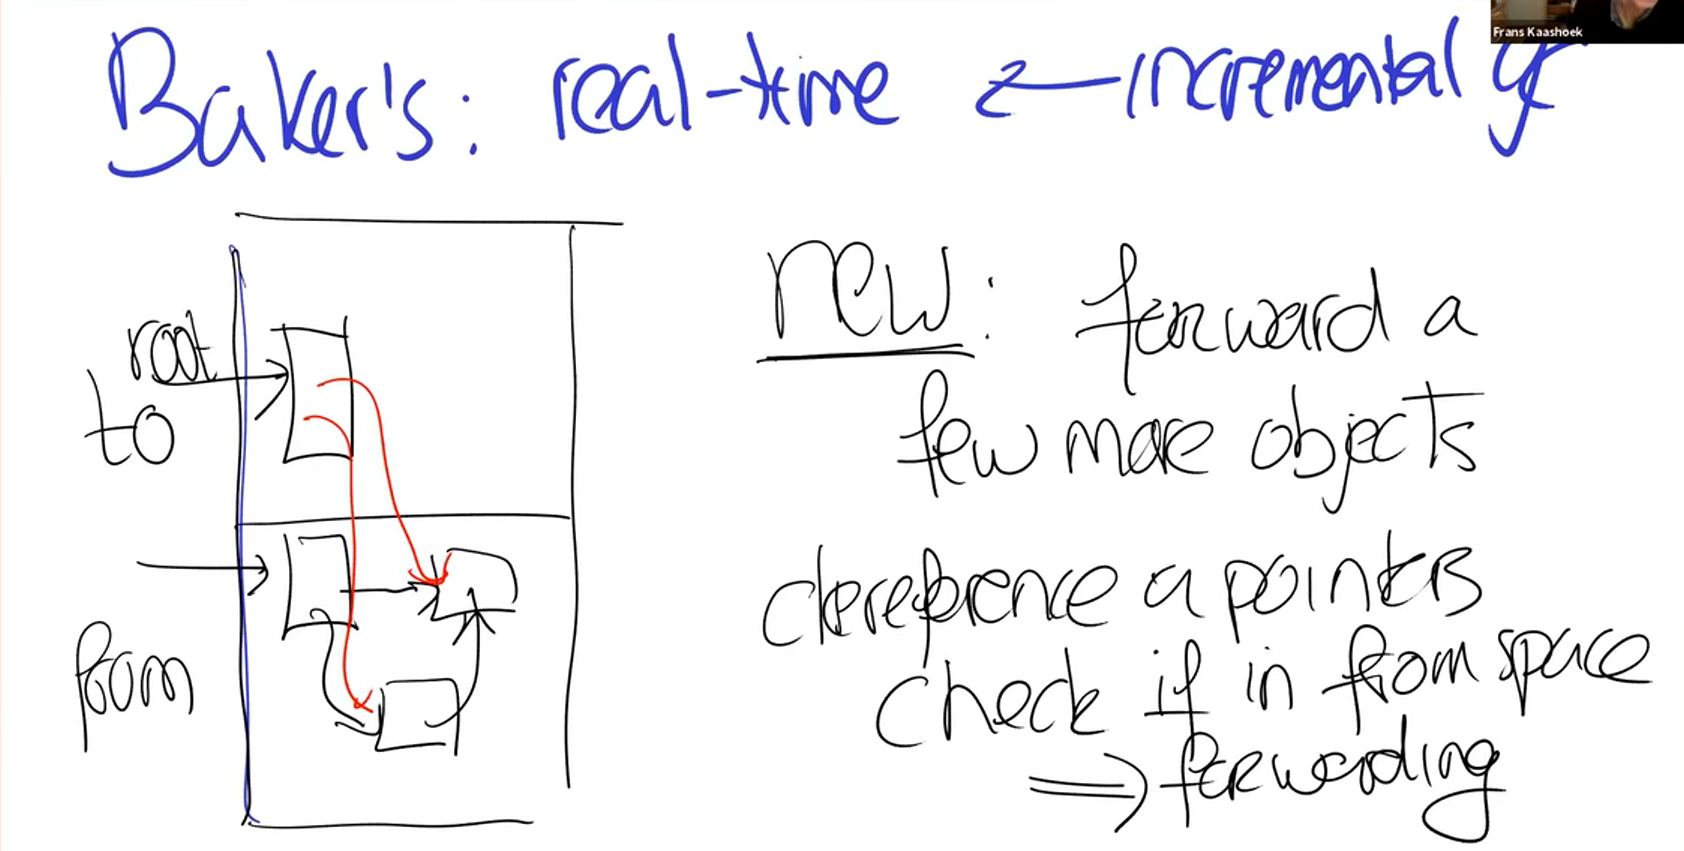 Frans Kaashoek
Baker's: real-time ← incremental gc
root
to
from
new: forward a
few more objects
dereference a pointers
check if in from space
⇒ forwarding